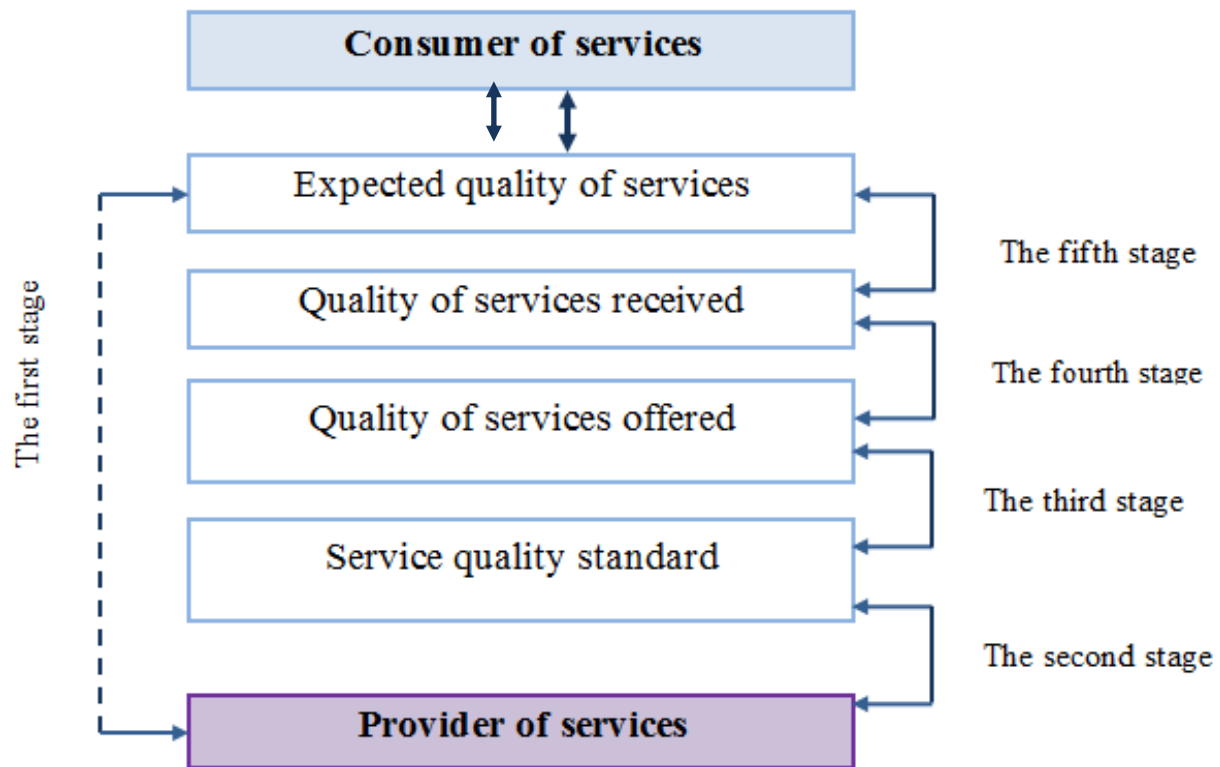 Consumer of services
Expected quality of services
The fifth stage
Quality of services received
The first stage
The fourth stage
Quality of services offered
The third stage
Service quality standard
The second stage
Provider of services